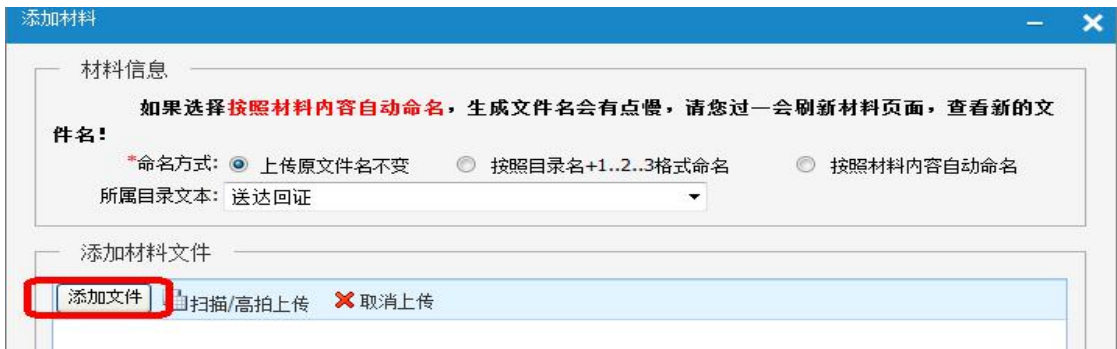 添加材料
材料信息
如果选择按照材料内容自动命名，生成文件名会有点慢，请您过一会刷新材料页面，查看新的文
件名！
*命名方式: 上传原文件名不变 按照目录名+1..2..3格式命名 按照材料内容自动命名
所属目录文本: 送达回证
添加材料文件
添加文件 扫描/高拍上传 取消上传